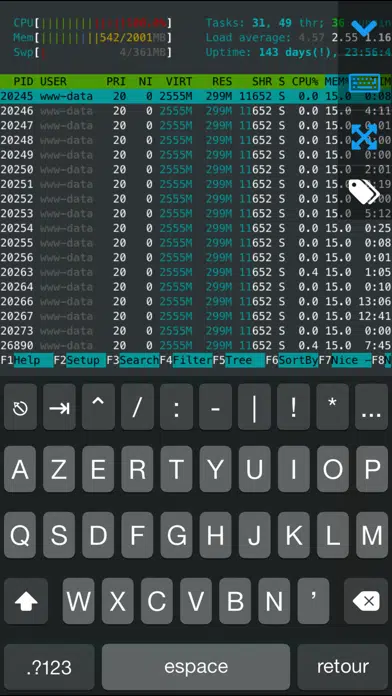 CPU[||||||||||||||||| ] Tasks: 31, 49 thr; 36
Mem[|||||||||||542/2001MB] Load average: 4.57 2.55 1.16
Swp[| 4/361MB] Uptime: 143 days(!), 23:56:4
PID USER PRI NI VIRT RES SHR S CPU% MEM% TIM
20245 www-data 20 0 2555M 299M 11652 S 0.0 15.0 0:08
20246 www-data 20 0 2555M 299M 11652 S 0.0 15.0 4:11
20247 www-data 20 0 2555M 299M 11652 S 0.0 15.0 0:08
20248 www-data 20 0 2555M 299M 11652 S 0.0 15.0 0:00
20249 www-data 20 0 2555M 299M 11652 S 0.0 15.0 0:00
20250 www-data 20 0 2555M 299M 11652 S 0.0 15.0 2:01
20251 www-data 20 0 2555M 299M 11652 S 0.0 15.0
20252 www-data 20 0 2555M 299M 11652 S 0.0 15.0 0:00
20253 www-data 20 0 2555M 299M 11652 S 0.0 15.0 5:12
20254 www-data 20 0 2555M 299M 11652 S 0.0 15.0 0:25
20255 www-data 20 0 2555M 299M 11652 S 0.0 15.0 0:08
20256 www-data 20 0 2555M 299M 11652 S 0.0 15.0 0:01
20263 www-data 20 0 2555M 299M 11652 S 0.4 15.0 1:05
20264 www-data 20 0 2555M 299M 11652 S 0.0 15.0 0:10
20266 www-data 20 0 2555M 299M 11652 S 0.0 15.0 13:06
20267 www-data 20 0 2555M 299M 11652 S 0.0 15.0 12:41
20273 www-data 20 0 2555M 299M 11652 S 0.0 15.0 0:00
26890 www-data 20 0 2555M 299M 11652 S 0.4 15.0 7:45
F1Help F2Setup F3SearchF4FilterF5Tree F6SortByF7Nice -F8N
^ / : - | ! * ...
A Z E R T Y U I O P
Q S D F G H J K L M
W X C V B N ’
.?123 espace retour